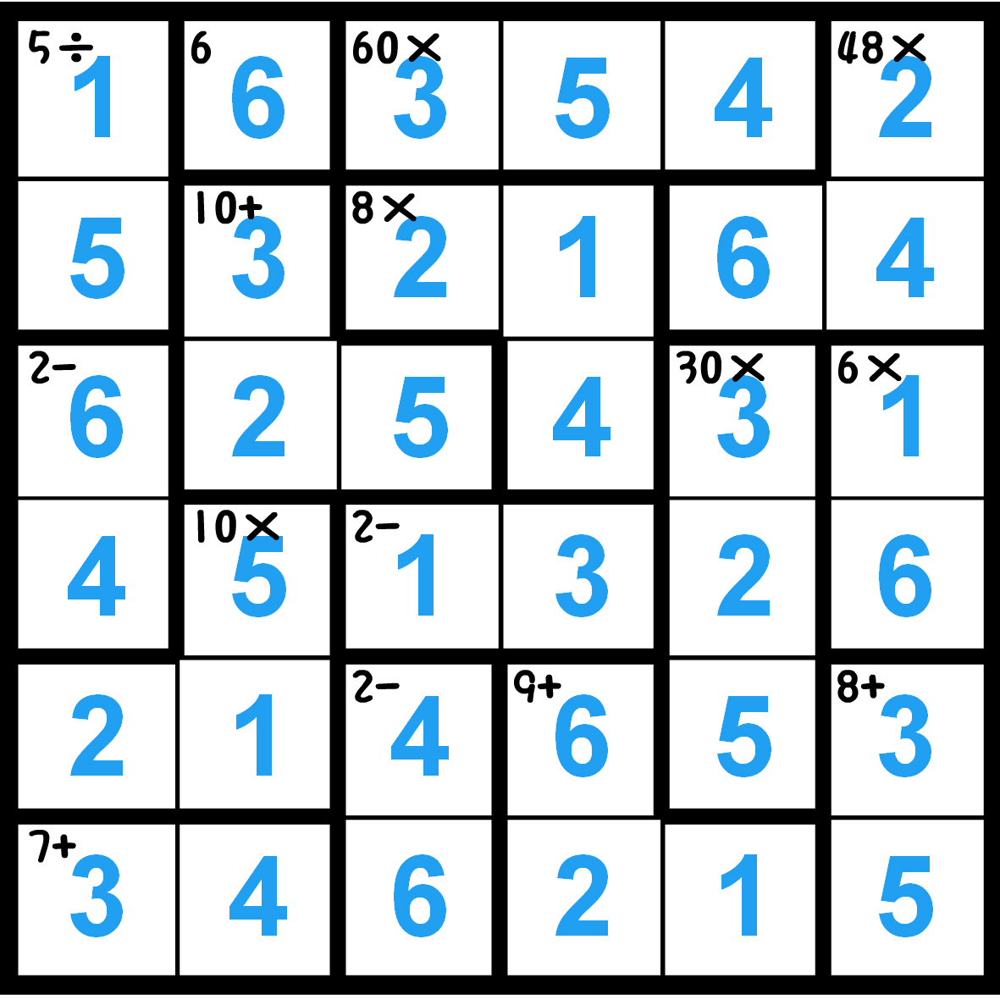 5÷ 6 60× 48×
1 6 3 5 4 2
10+ 8×
5 3 2 1 6 4
2− 30× 6×
6 2 5 4 3 1
10× 2−
4 5 1 3 2 6
2− 9+ 8+
2 1 4 6 5 3
7+
3 4 6 2 1 5